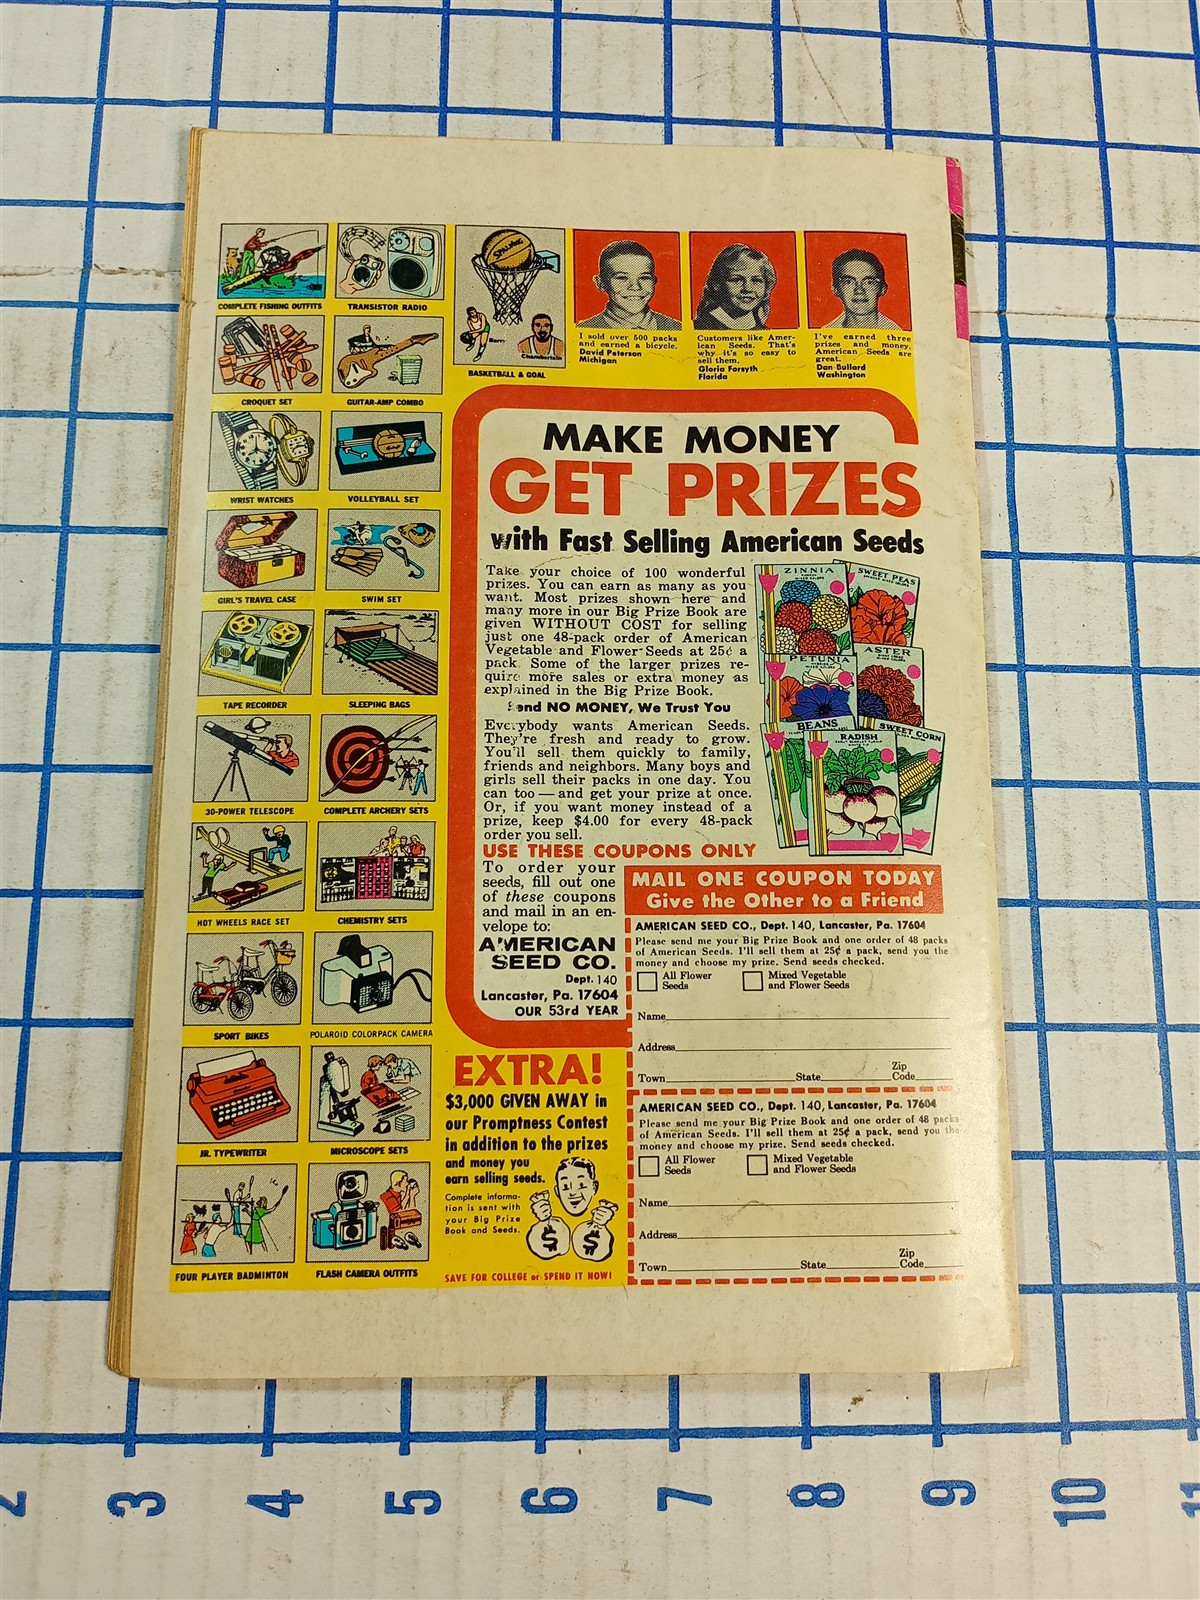 COMPLETE FISHING OUTFITS
TRANSISTOR RADIO
SPALDING
Barry
Chamberlain
BASKETBALL & GOAL
I sold over 500 packs
and earned a bicycle.
David Peterson
Michigan
Customers like Amer-
ican Seeds. That's
why it's so easy to
sell them.
Gloria Forsyth
Florida
I've earned three
prizes and money.
American Seeds are
great.
Dan Bullard
Washington
CROQUET SET
GUITAR-AMP COMBO
WRIST WATCHES
VOLLEYBALL SET
GIRL'S TRAVEL CASE
SWIM SET
TAPE RECORDER
SLEEPING BAGS
30-POWER TELESCOPE
COMPLETE ARCHERY SETS
HOT WHEELS RACE SET
CHEMISTRY SETS
SPORT BIKES
POLAROID COLORPACK CAMERA
JR. TYPEWRITER
MICROSCOPE SETS
FOUR PLAYER BADMINTON
FLASH CAMERA OUTFITS
MAKE MONEY
GET PRIZES
with Fast Selling American Seeds
Take your choice of 100 wonderful
prizes. You can earn as many as you
want. Most prizes shown here and
many more in our Big Prize Book are
given WITHOUT COST for selling
just one 48-pack order of American
Vegetable and Flower Seeds at 25¢ a
pack. Some of the larger prizes re-
quire more sales or extra money as
explained in the Big Prize Book.
Send NO MONEY, We Trust You
Everybody wants American Seeds.
They're fresh and ready to grow.
You'll sell them quickly to family,
friends and neighbors. Many boys and
girls sell their packs in one day. You
can too — and get your prize at once.
Or, if you want money instead of a
prize, keep $4.00 for every 48-pack
order you sell.
ZINNIA
SWEET PEAS
PETUNIA
ASTER
BEANS
RADISH
SWEET CORN
USE THESE COUPONS ONLY
To order your
seeds, fill out one
of these coupons
and mail in an en-
velope to:
AMERICAN
SEED CO.
Dept. 140
Lancaster, Pa. 17604
OUR 53rd YEAR
MAIL ONE COUPON TODAY
Give the Other to a Friend
AMERICAN SEED CO., Dept. 140, Lancaster, Pa. 17604
Please send me your Big Prize Book and one order of 48 packs
of American Seeds. I'll sell them at 25¢ a pack, send you the
money and choose my prize. Send seeds checked.
All Flower
Seeds
Mixed Vegetable
and Flower Seeds
Name
Address
Town State Zip Code
AMERICAN SEED CO., Dept. 140, Lancaster, Pa. 17604
Please send me your Big Prize Book and one order of 48 packs
of American Seeds. I'll sell them at 25¢ a pack, send you the
money and choose my prize. Send seeds checked.
All Flower
Seeds
Mixed Vegetable
and Flower Seeds
Name
Address
Town State Zip Code
EXTRA!
$3,000 GIVEN AWAY in
our Promptness Contest
in addition to the prizes
and money you
earn selling seeds.
Complete informa-
tion is sent with
your Big Prize
Book and Seeds.
$ $
SAVE FOR COLLEGE or SPEND IT NOW!
2 3 4 5 6 7 8 9 10 11